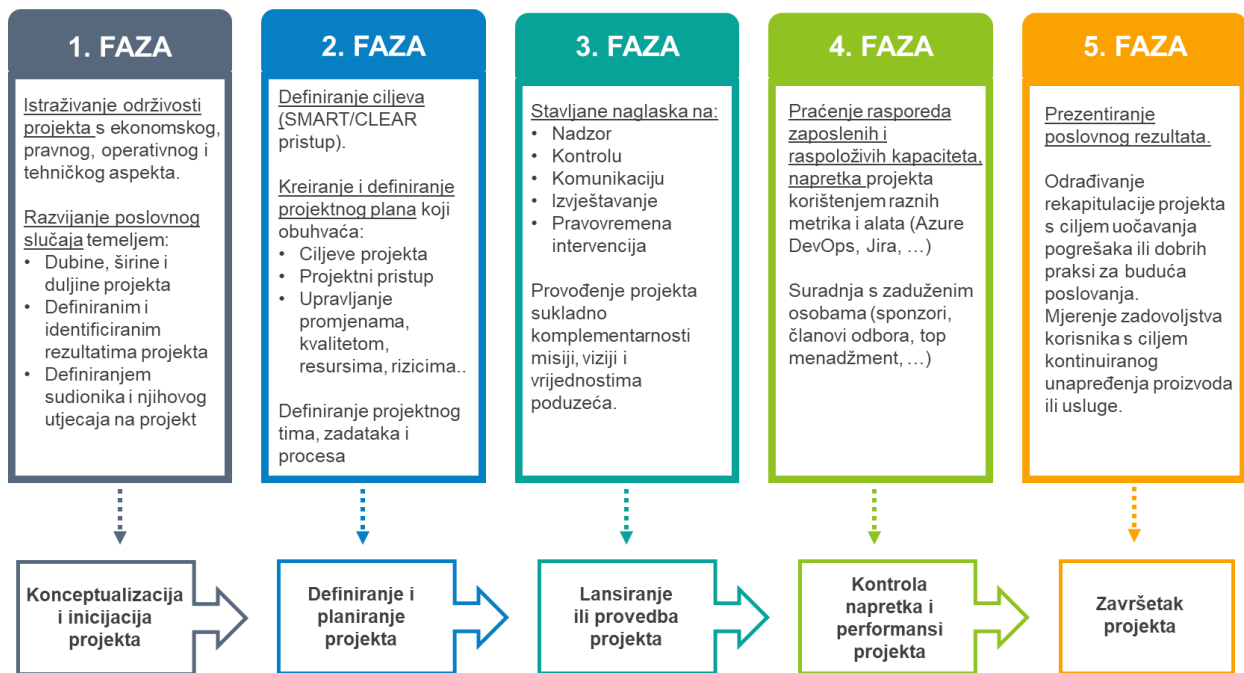 1. FAZA
Istraživanje održivosti
projekta s ekonomskog,
pravnog, operativnog i
tehničkog aspekta.
Razvijanje poslovnog
slučaja temeljem:
• Dubine, širine i
duljine projekta
• Definiranim i
identificiranim
rezultatima projekta
• Definiranjem
sudionika i njihovog
utjecaja na projekt
Konceptualizacija
i inicijacija
projekta
2. FAZA
Definiranje ciljeva
(SMART/CLEAR
pristup).
Kreiranje i definiranje
projektnog plana koji
obuhvaća:
• Ciljeve projekta
• Projektni pristup
• Upravljanje
promjenama,
kvalitetom,
resursima, rizicima..
Definiranje projektnog
tima, zadataka i
procesa
Definiranje i
planiranje
projekta
3. FAZA
Stavljane naglaska na:
• Nadzor
• Kontrolu
• Komunikaciju
• Izvještavanje
• Pravovremena
intervencija
Provođenje projekta
sukladno
komplementarnosti
misiji, viziji i
vrijednostima
poduzeća.
Lansiranje
ili provedba
projekta
4. FAZA
Praćenje rasporeda
zaposlenih i
raspoloživih kapaciteta,
napretka projekta
korištenjem raznih
metrika i alata (Azure
DevOps, Jira, …)
Suradnja s zaduženim
osobama (sponzori,
članovi odbora, top
menadžment, …)
Kontrola
napretka i
performansi
projekta
5. FAZA
Prezentiranje
poslovnog rezultata.
Odrađivanje
rekapitulacije projekta
s ciljem uočavanja
pogrešaka ili dobrih
praksi za buduća
poslovanja.
Mjerenje zadovoljstva
korisnika s ciljem
kontinuiranog
unapređenja proizvoda
ili usluge.
Završetak
projekta